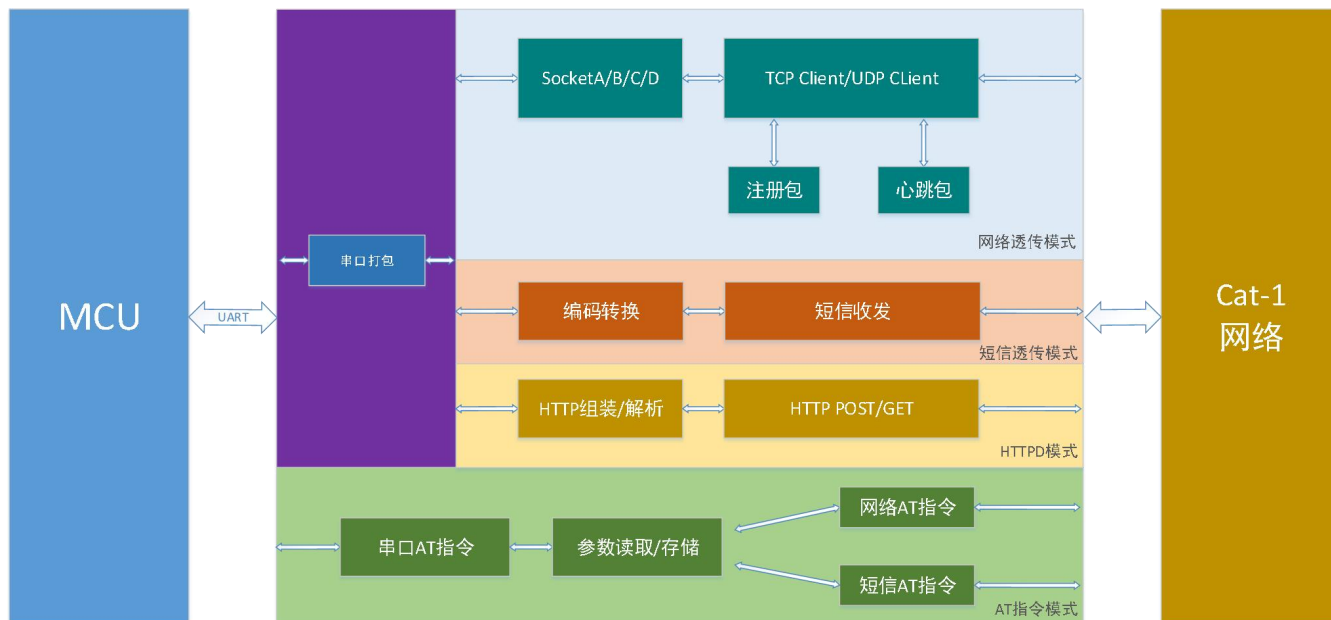 MCU
UART
串口打包
SocketA/B/C/D
TCP Client/UDP CLient
注册包
心跳包
网络透传模式
编码转换
短信收发
短信透传模式
HTTP组装/解析
HTTP POST/GET
HTTPD模式
串口AT指令
参数读取/存储
网络AT指令
短信AT指令
AT指令模式
Cat-1
网络